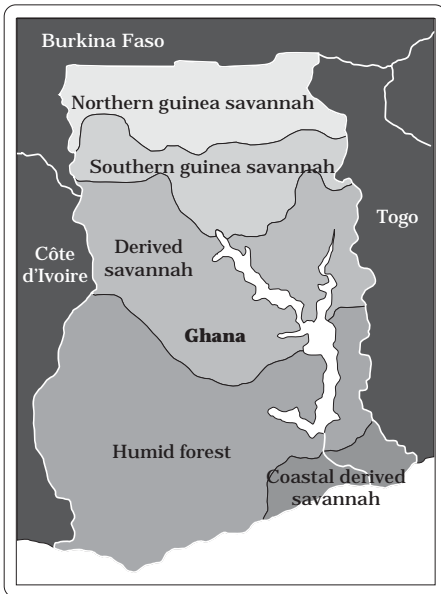 Burkina Faso
Northern guinea savannah
Southern guinea savannah
Togo
Derived
savannah
Côte
d'Ivoire
Ghana
Humid forest
Coastal derived
savannah